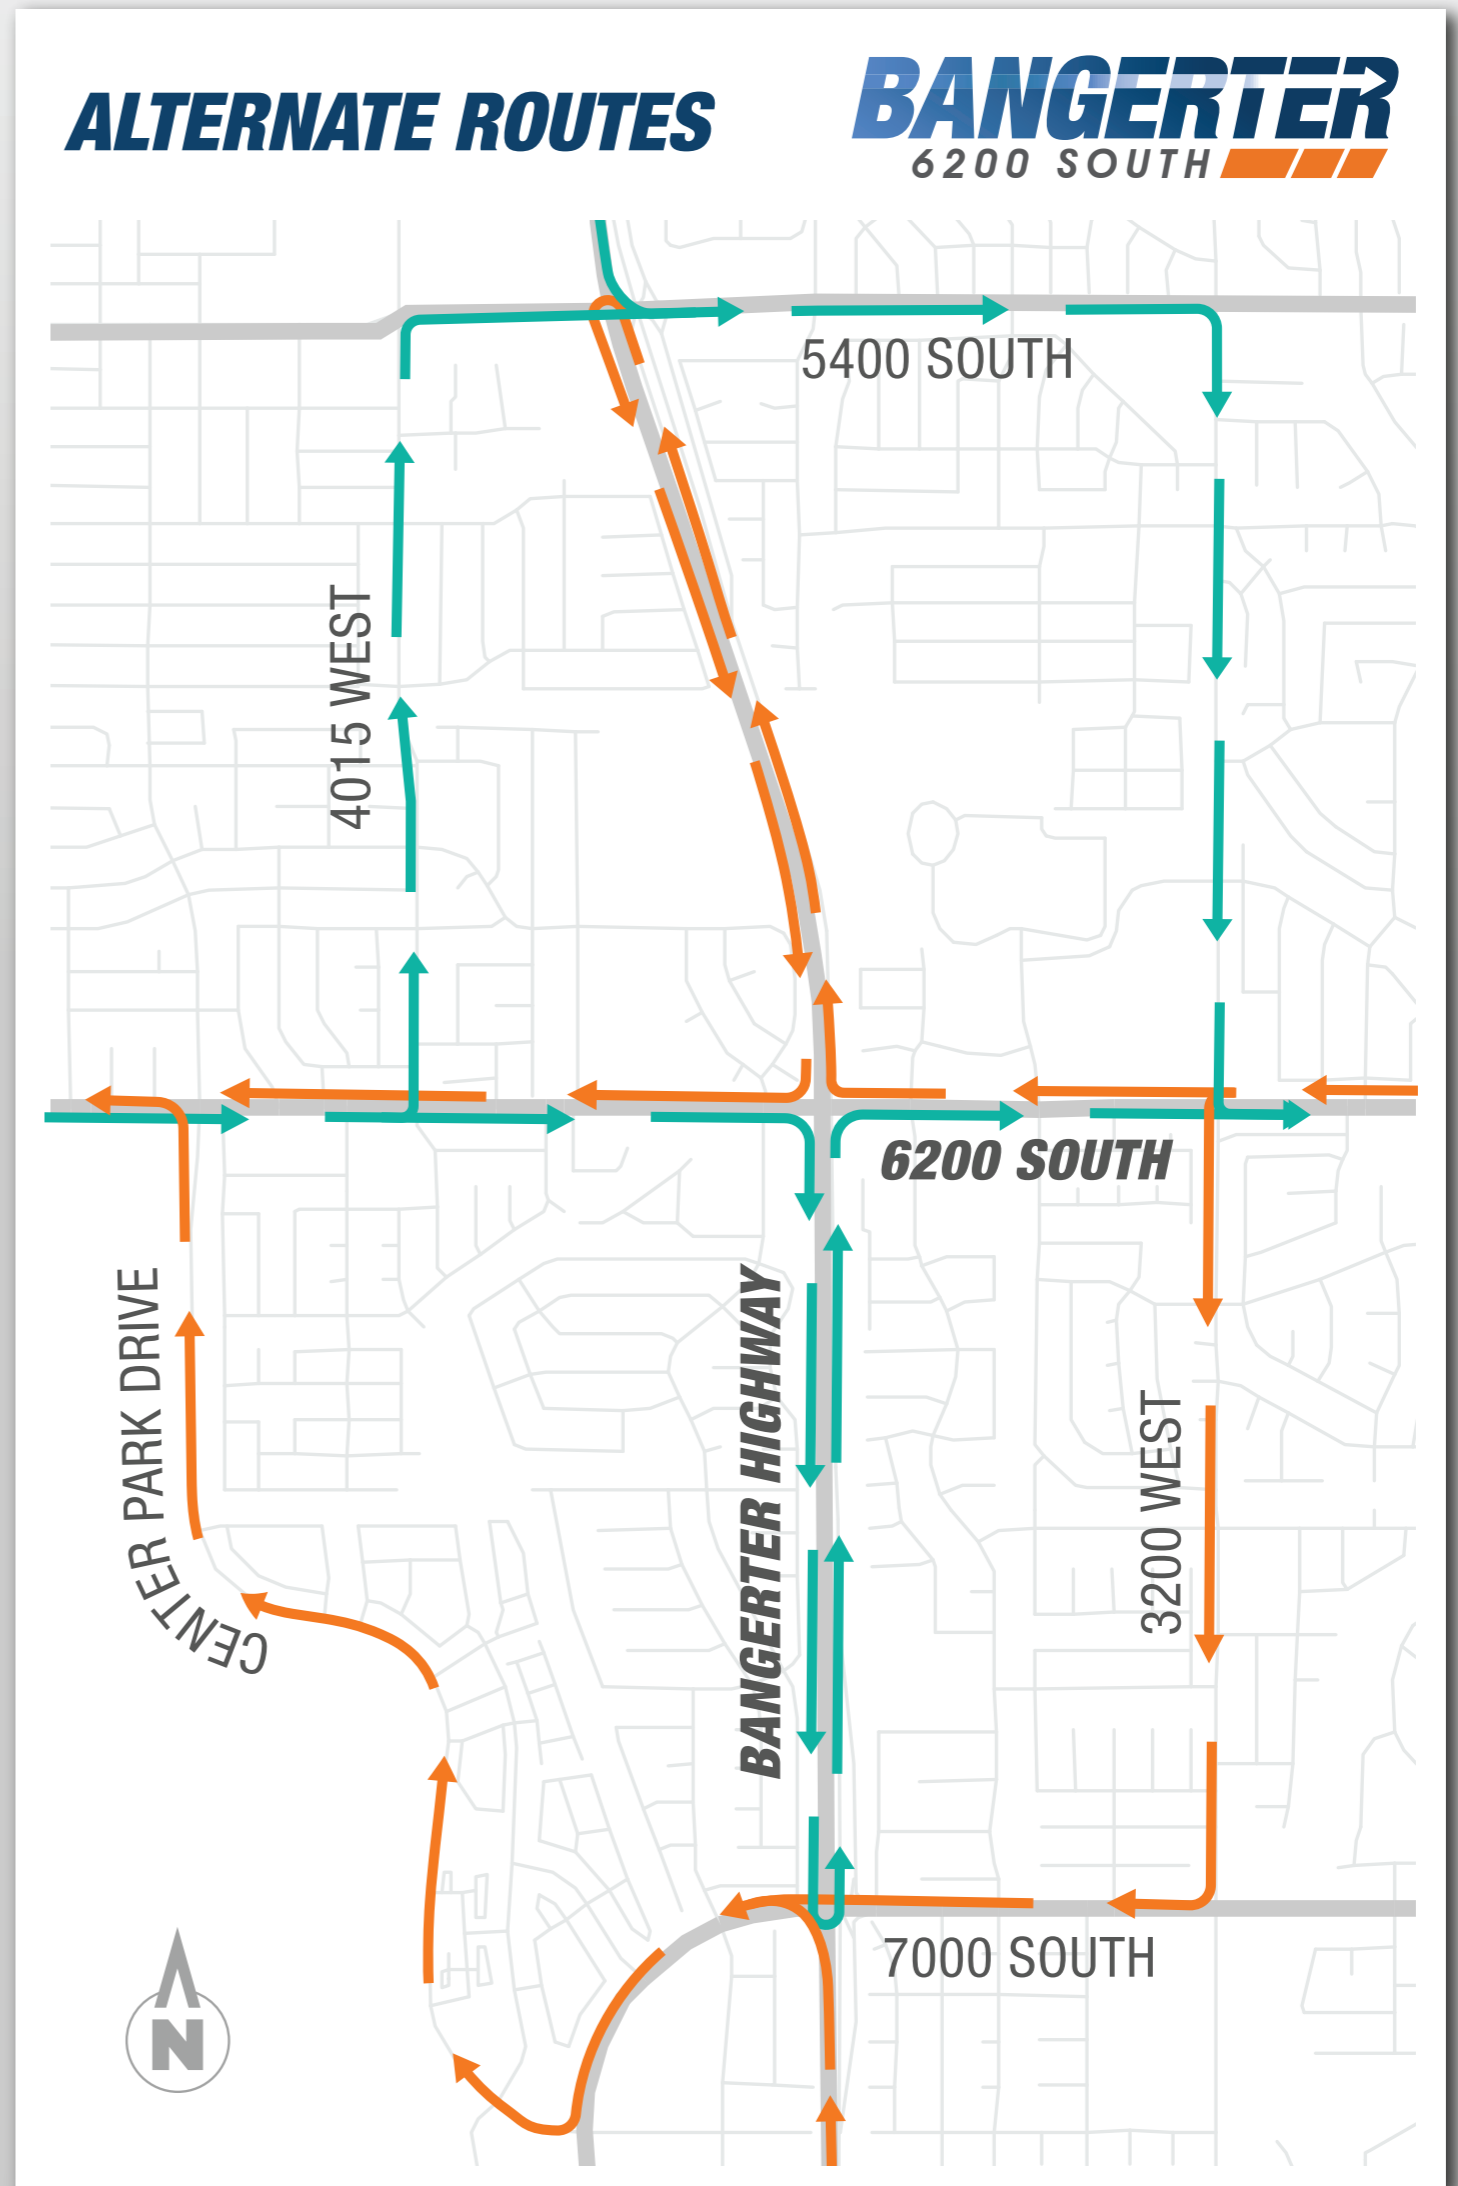 ALTERNATE ROUTES
BANGERTER
6200 SOUTH
5400 SOUTH
4015 WEST
6200 SOUTH
CENTER PARK DRIVE
BANGERTER HIGHWAY
3200 WEST
7000 SOUTH
N